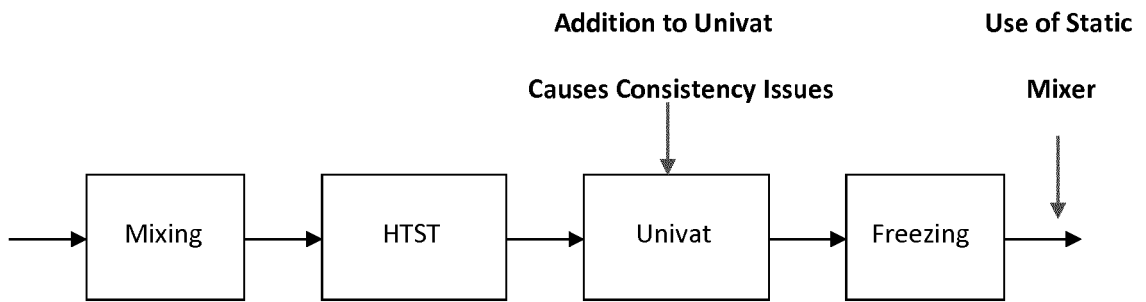 Addition to Univat
Causes Consistency Issues
Use of Static
Mixer
Mixing
HTST
Univat
Freezing